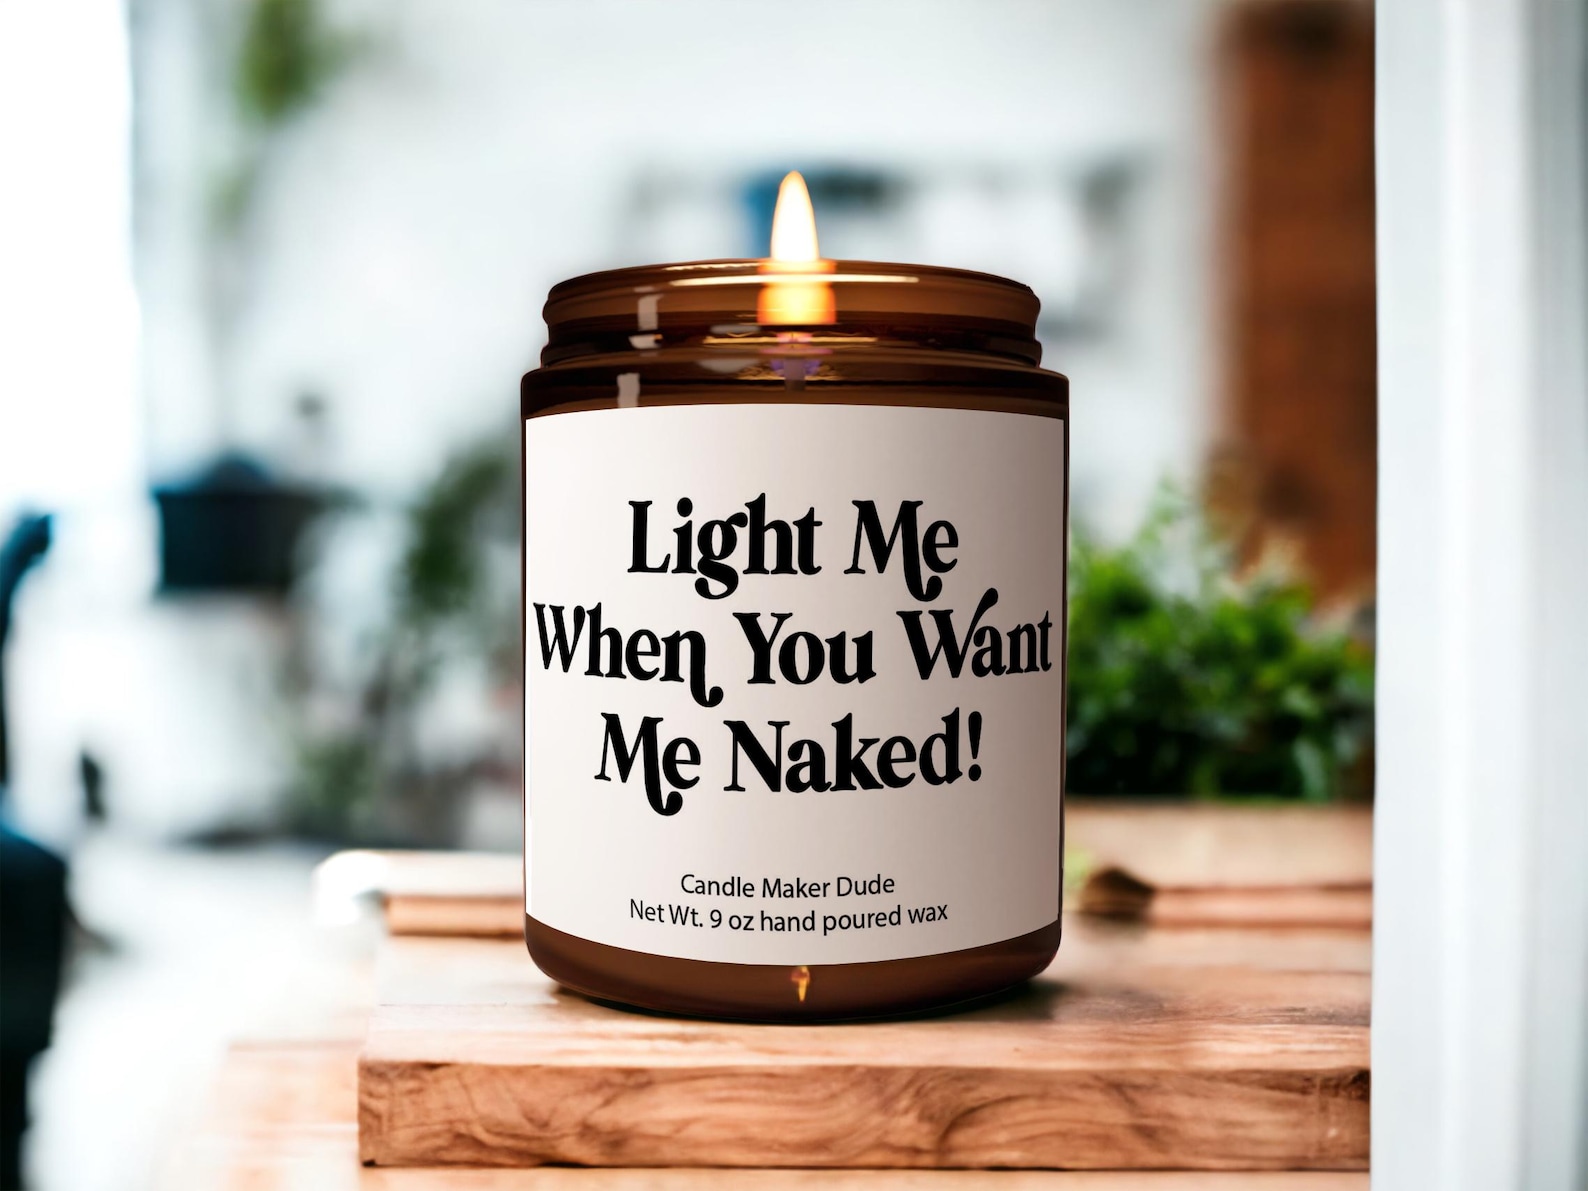 Light Me
When You Want
Me Naked!
Candle Maker Dude
Net Wt. 9 oz hand poured wax